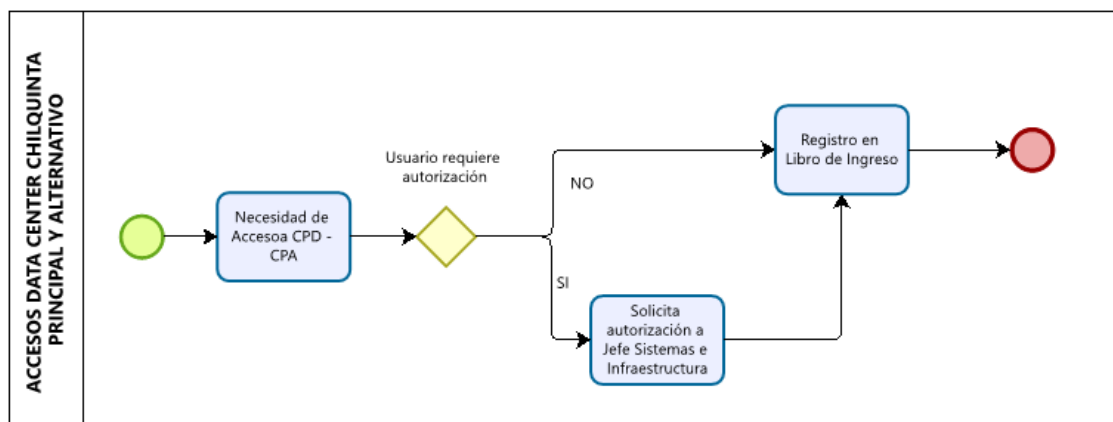 ACCESOS DATA CENTER CHILQUINTA
PRINCIPAL Y ALTERNATIVO
Necesidad de
Accesoa CPD -
CPA
Usuario requiere
autorización
NO
SI
Solicita
autorización a
Jefe Sistemas e
Infraestructura
Registro en
Libro de Ingreso